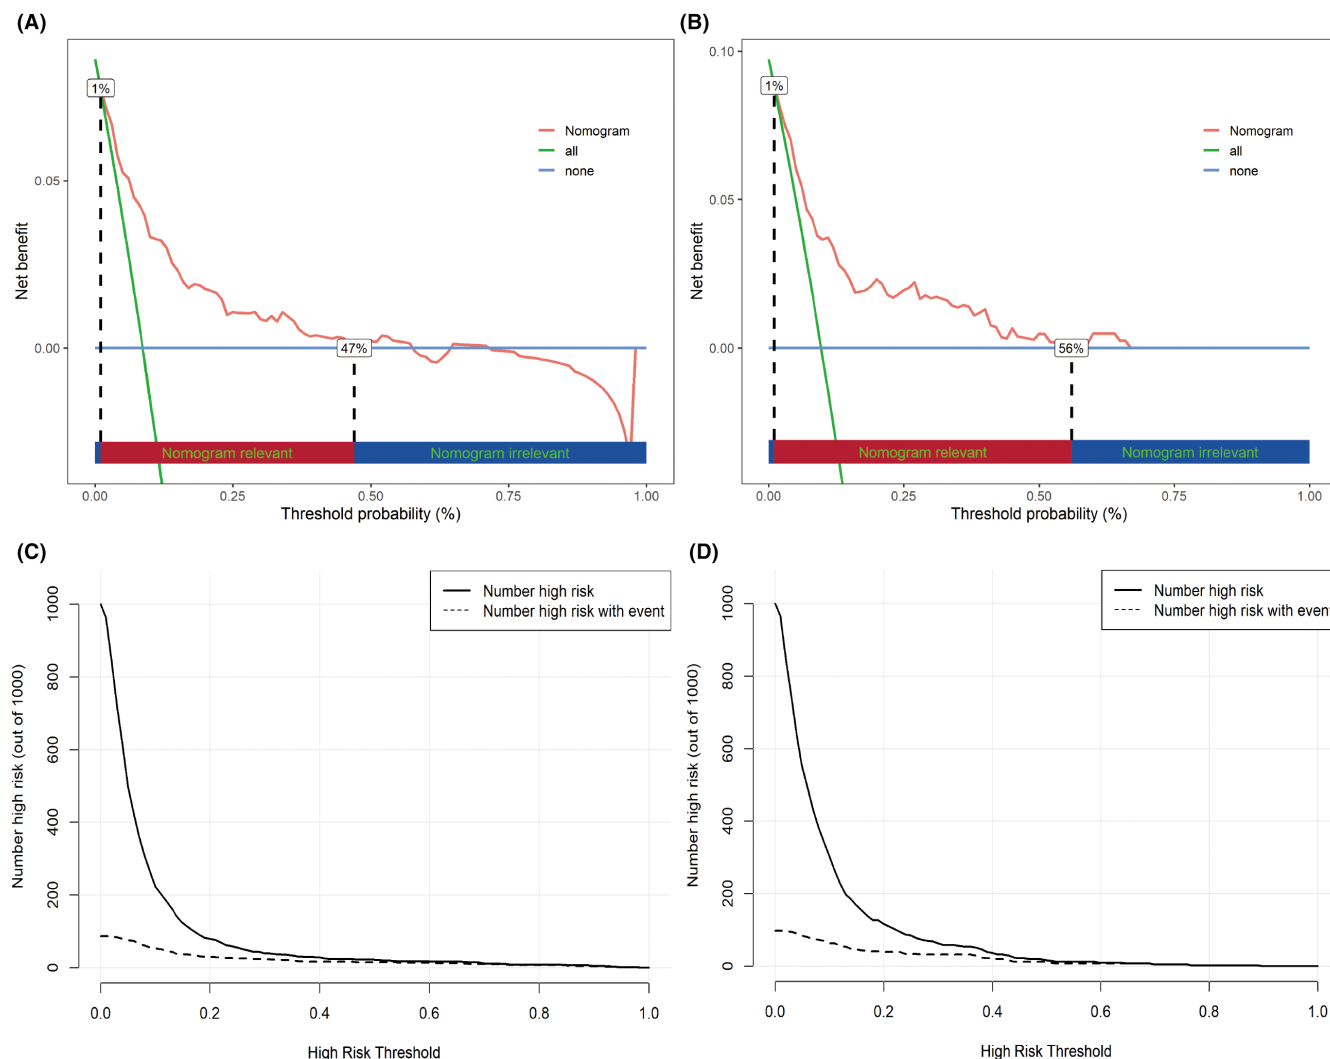 (A)
1%
Nomogram
all
none
0.05
0.00
Net benefit
47%
Nomogram relevant
Nomogram irrelevant
0.00
0.25
0.50
0.75
1.00
Threshold probability (%)
(B)
0.10
1%
Nomogram
all
none
0.05
0.00
Net benefit
56%
Nomogram relevant
Nomogram irrelevant
0.00
0.25
0.50
0.75
1.00
Threshold probability (%)
(C)
Number high risk
Number high risk with event
1000
800
600
400
200
0
Number high risk (out of 1000)
0.0
0.2
0.4
0.6
0.8
1.0
High Risk Threshold
(D)
Number high risk
Number high risk with event
1000
800
600
400
200
0
Number high risk (out of 1000)
0.0
0.2
0.4
0.6
0.8
1.0
High Risk Threshold